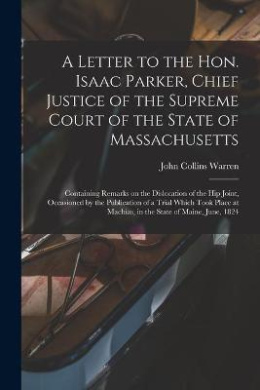 A Letter to the Hon.
Isaac Parker, Chief
Justice of the Supreme
Court of the State of
Massachusetts
John Collins Warren
: Containing Remarks on the Dislocation of the Hip Joint,
Occasioned by the Publication of a Trial Which Took Place at
Machias, in the State of Maine, June, 1824